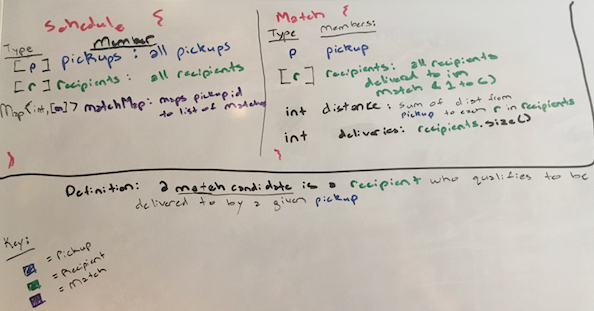 Schedule {
Type Member
[p] pickups : all pickups
[r] recipients : all recipients
Map<int,[m]> matchMap: maps pickup id
to list of matches
}
Match {
Type Members:
p pickup
[r] recipients: all recipients
delivered to in
match (1 to 6)
int distance : sum of dist from
pickup to each r in recipients
int deliveries: recipients.size()
}
Definition: a match candidate is a recipient who qualifies to be
delivered to by a given pickup
Key:
= Pickup
= Recipient
= Match